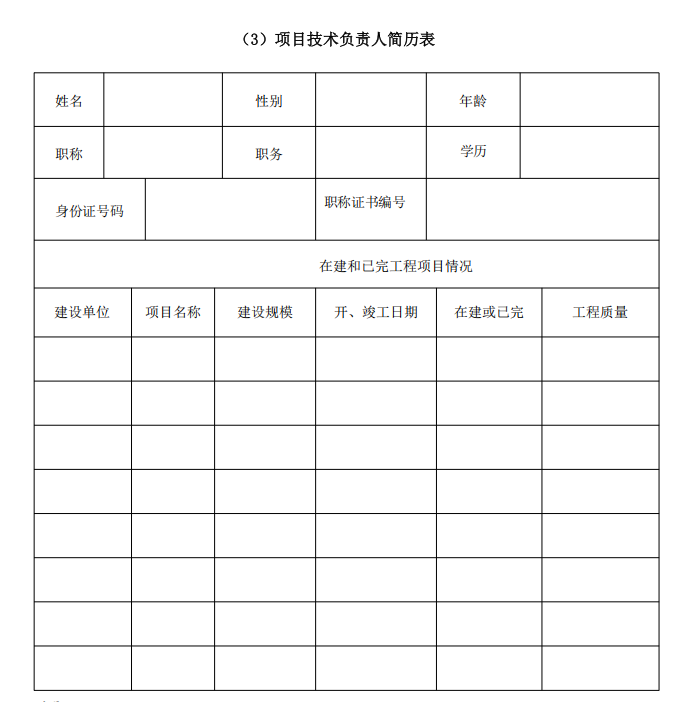 （3）项目技术负责人简历表
姓名 性别 年龄
职称 职务 学历
身份证号码 职称证书编号
在建和已完工程项目情况
建设单位 项目名称 建设规模 开、竣工日期 在建或已完 工程质量